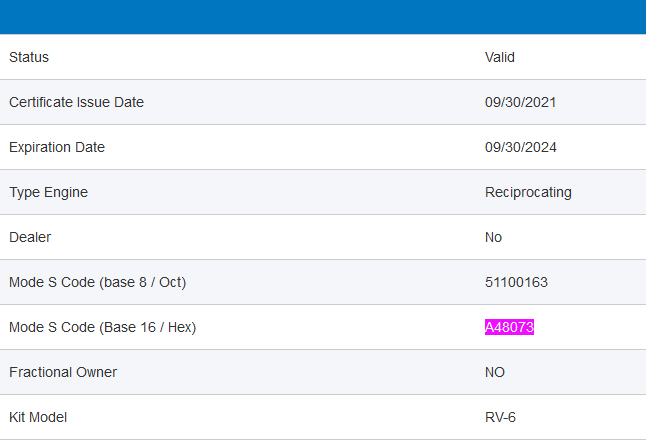 Status Valid
Certificate Issue Date 09/30/2021
Expiration Date 09/30/2024
Type Engine Reciprocating
Dealer No
Mode S Code (base 8 / Oct) 51100163
Mode S Code (Base 16 / Hex) A48073
Fractional Owner NO
Kit Model RV-6